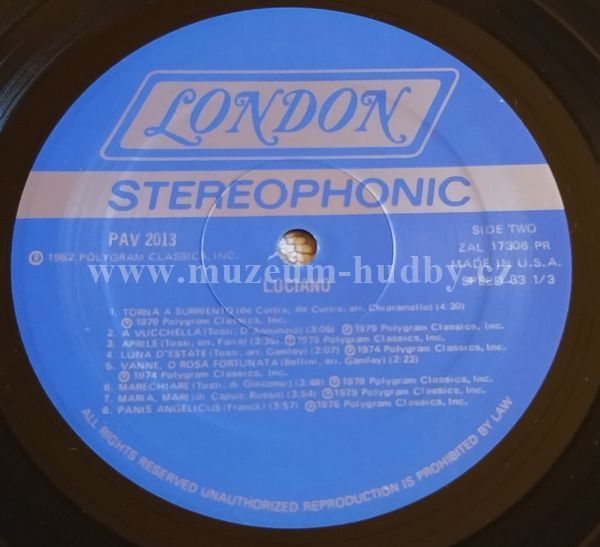 LONDON
STEREOPHONIC
PAV 2013
SIDE TWO
ZAL 17306 PR
℗ 1982 POLYGRAM CLASSICS, INC.
MADE IN U.S.A.
www.muzeum-hudby.cz
SPEED 33 1/3
LUCIANO
1. TORNA A SURRIENTO (de Curtis, de Curtis; arr. Chiaramello) (4:20)
℗ 1979 Polygram Classics, Inc.
2. A VUCCHELLA (Tosti, D'Annunzio) (3:05) ℗ 1979 Polygram Classics, Inc.
3. APRILE (Tosti, arr. Faris) ℗ 1979 Polygram Classics, Inc.
4. LUNA D'ESTATE (Tosti, arr. Gamley) (2:07) ℗ 1974 Polygram Classics, Inc.
5. VANNE, O ROSA FORTUNATA (Bellini, arr. Gamley) (2:22)
℗ 1974 Polygram Classics, Inc.
6. MARECHIARE (Tosti, di Giacomo) ℗ 1979 Polygram Classics, Inc.
7. MARIA, MARI (di Capua, Russo) (3:54) ℗ 1979 Polygram Classics, Inc.
8. PANIS ANGELICUS (Franck) (3:57) ℗ 1976 Polygram Classics, Inc.
ALL RIGHTS RESERVED UNAUTHORIZED REPRODUCTION IS PROHIBITED BY LAW